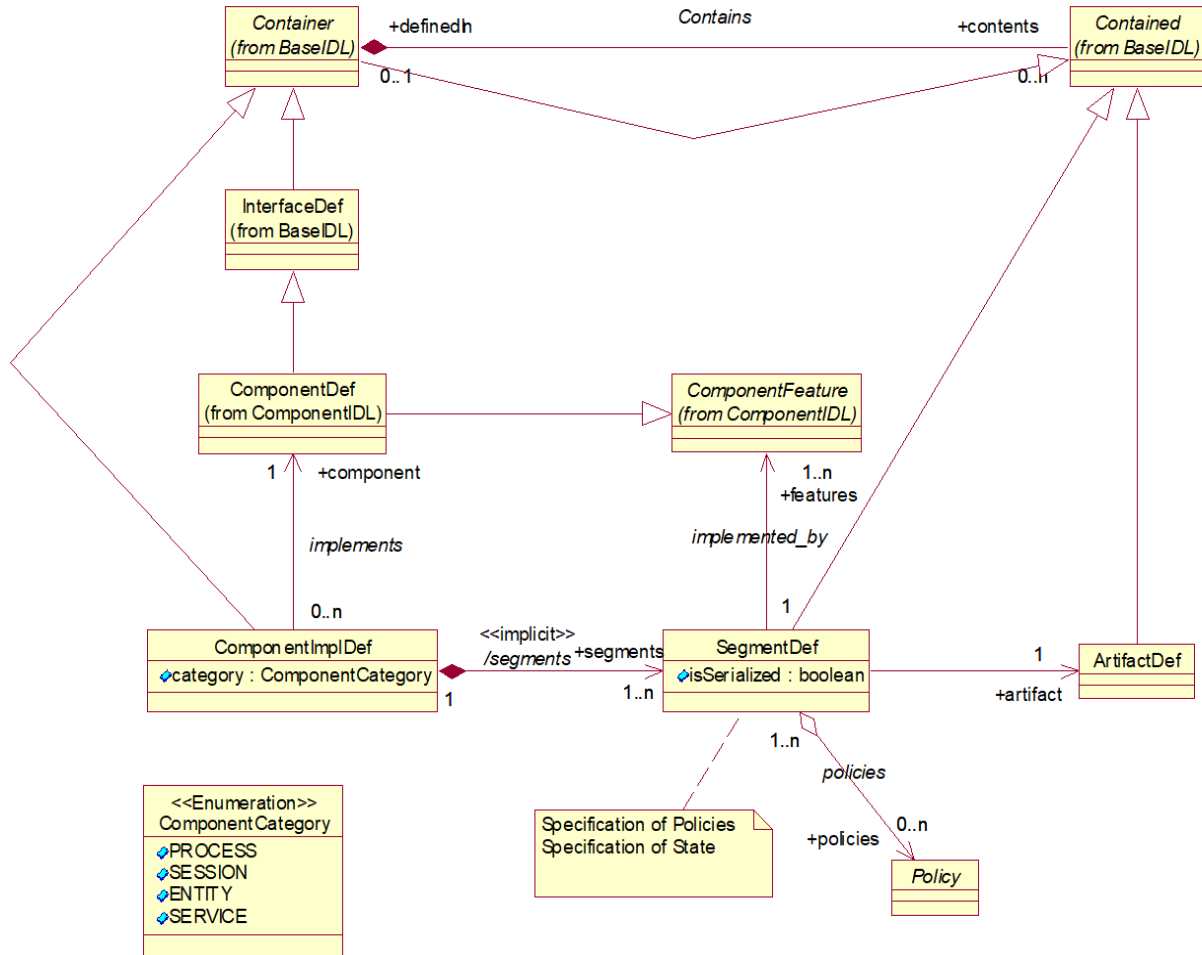 Container
(from BaseIDL)
+definedIn
Contains
+contents
Contained
(from BaseIDL)
0..1
0..n
InterfaceDef
(from BaseIDL)
ComponentDef
(from ComponentIDL)
ComponentFeature
(from ComponentIDL)
1
+component
1..n
+features
implements
implemented_by
0..n
1
ComponentImplDef
category : ComponentCategory
<<implicit>>
/segments
+segments
1
1..n
SegmentDef
isSerialized : boolean
1
+artifact
ArtifactDef
1..n
policies
0..n
+policies
Policy
<<Enumeration>>
ComponentCategory
PROCESS
SESSION
ENTITY
SERVICE
Specification of Policies
Specification of State